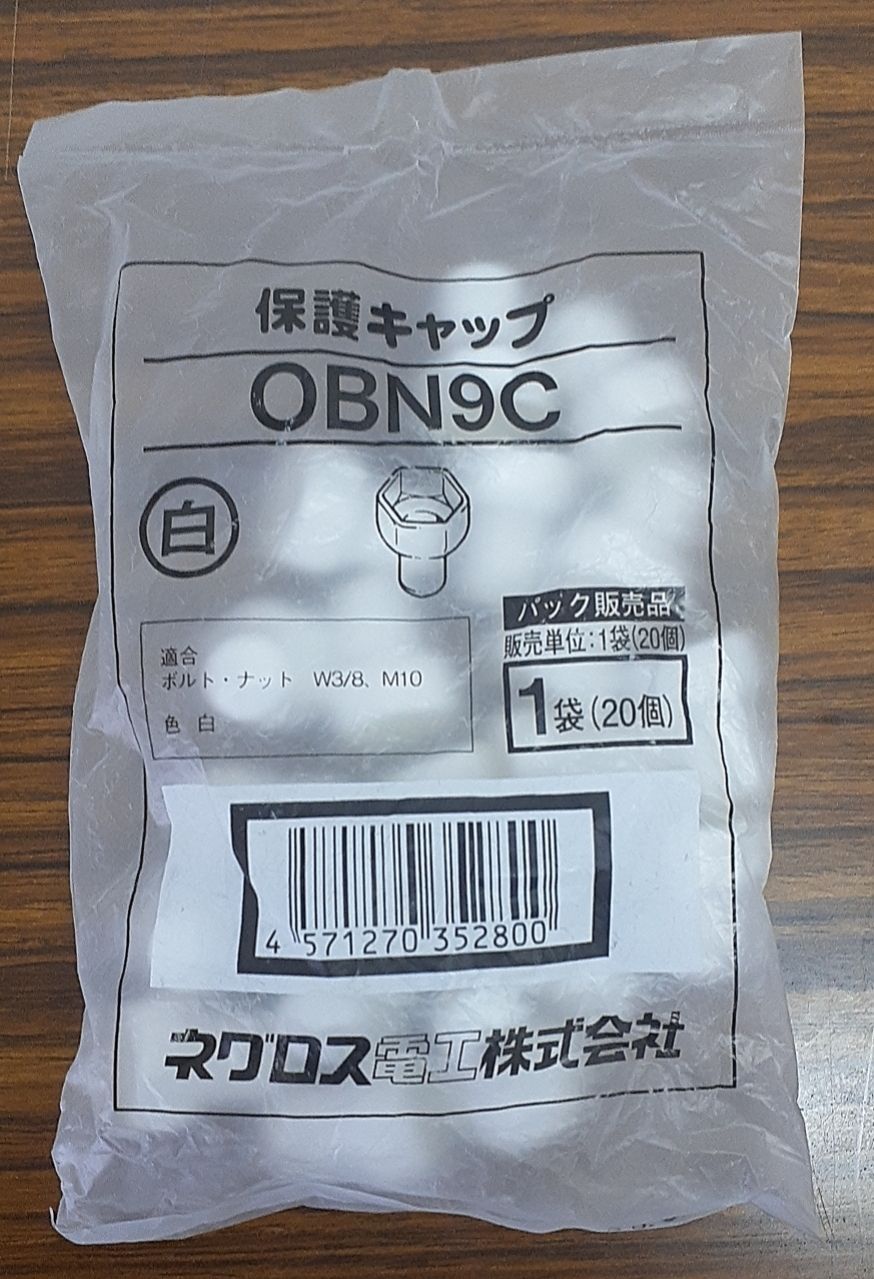 保護キャップ
OBN9C
白
パック販売品
販売単位:1袋(20個)
1袋(20個)
適合
ボルト・ナット W3/8、M10
色 白
4 571270 352800
ネグロス電工株式会社